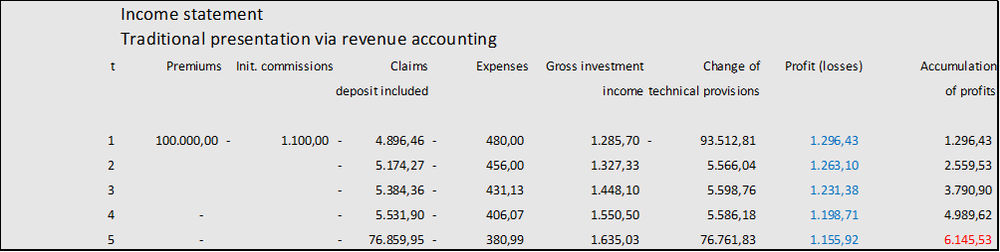 Income statement
Traditional presentation via revenue accounting
t Premiums Init. commissions Claims Expenses Gross investment Change of Profit (losses) Accumulation
deposit included income technical provisions of profits
1 100.000,00 - 1.100,00 - 4.896,46 - 480,00 1.285,70 - 93.512,81 1.296,43 1.296,43
2 - 5.174,27 - 456,00 1.327,33 5.566,04 1.263,10 2.559,53
3 - 5.384,36 - 431,13 1.448,10 5.598,76 1.231,38 3.790,90
4 - - - 5.531,90 - 406,07 1.550,50 5.586,18 1.198,71 4.989,62
5 - - - 76.859,95 - 380,99 1.635,03 76.761,83 1.155,92 6.145,53